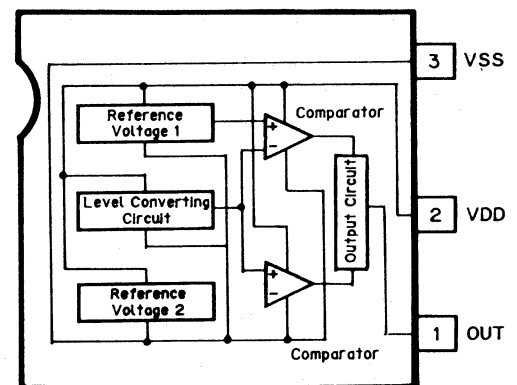 3 VSS
Comparator
Reference
Voltage 1
+
−
Level Converting
Circuit
Output Circuit
2 VDD
+
−
Reference
Voltage 2
1 OUT
Comparator